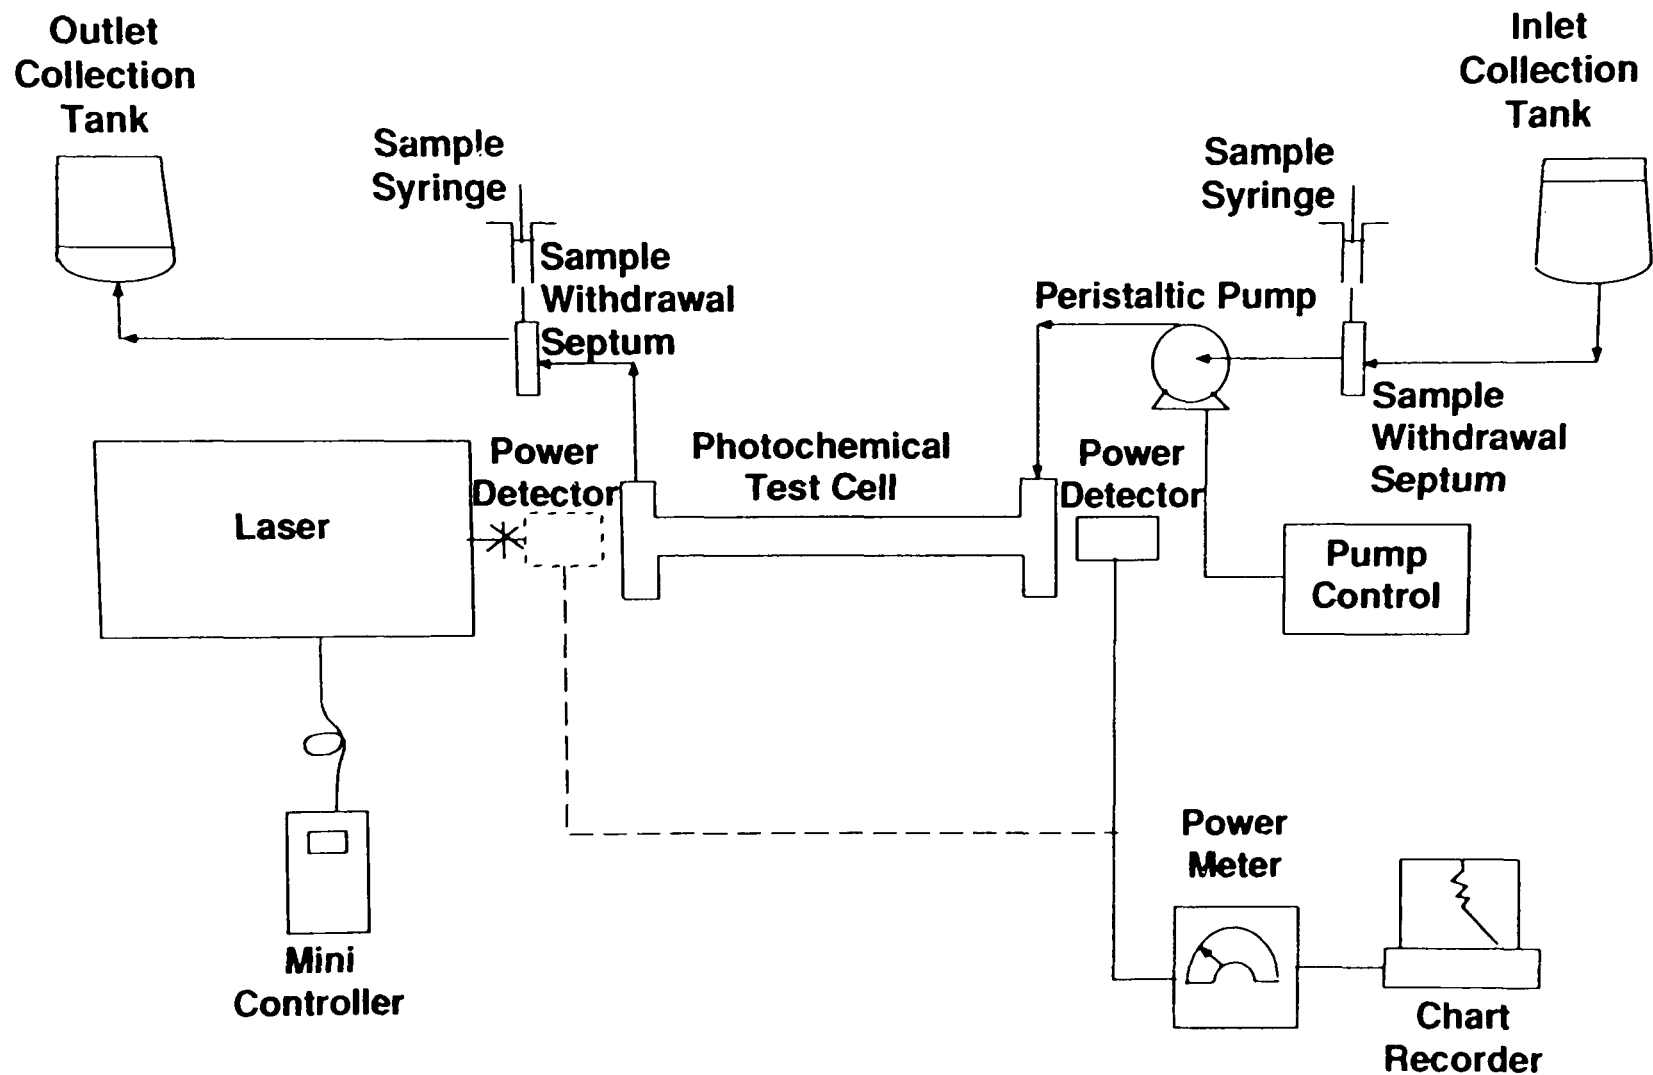 Outlet
Collection
Tank
Inlet
Collection
Tank
Sample
Syringe
Sample
Syringe
Sample
Withdrawal
Septum
Peristaltic Pump
Sample
Withdrawal
Septum
Laser
Power
Detector
Photochemical
Test Cell
Power
Detector
Pump
Control
Mini
Controller
Power
Meter
Chart
Recorder